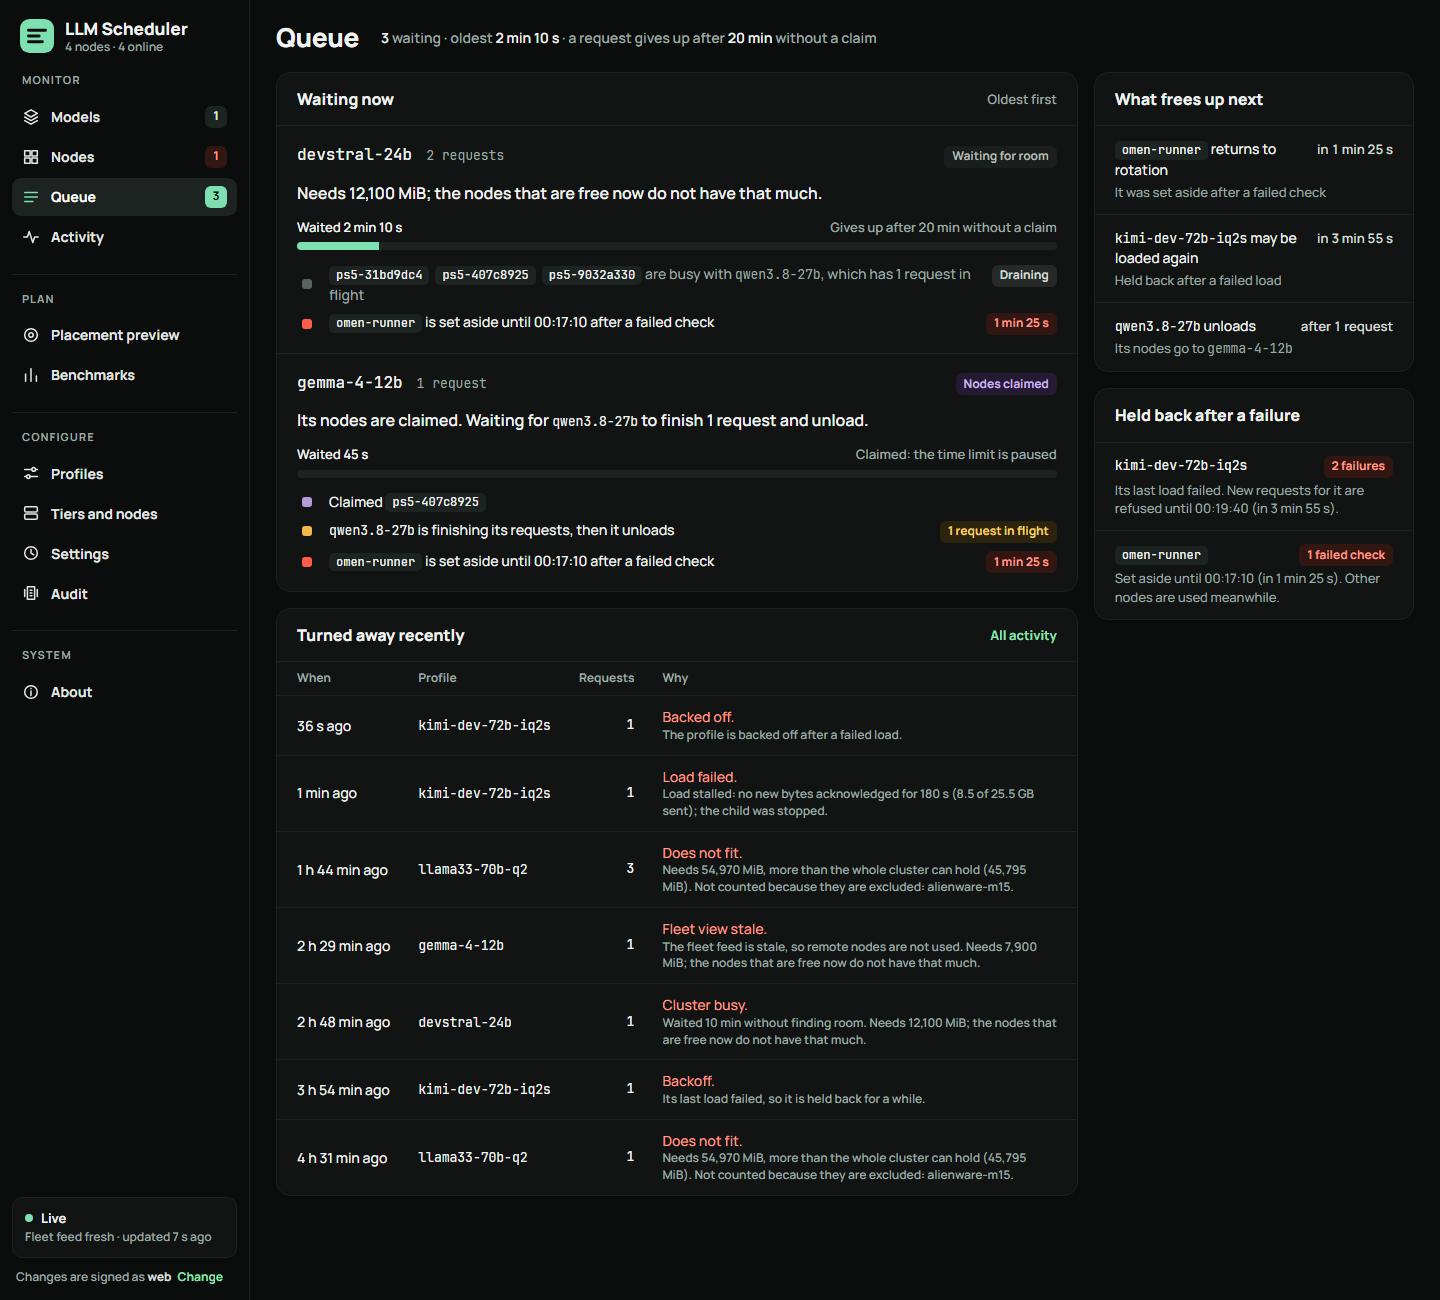 LLM Scheduler
4 nodes · 4 online
MONITOR
Models 1
Nodes 1
Queue 3
Activity
PLAN
Placement preview
Benchmarks
CONFIGURE
Profiles
Tiers and nodes
Settings
Audit
SYSTEM
About
Live
Fleet feed fresh · updated 7 s ago
Changes are signed as web Change
Queue 3 waiting · oldest 2 min 10 s · a request gives up after 20 min without a claim
Waiting now Oldest first
devstral-24b 2 requests Waiting for room
Needs 12,100 MiB; the nodes that are free now do not have that much.
Waited 2 min 10 s Gives up after 20 min without a claim
ps5-31bd9dc4 ps5-407c8925 ps5-9032a330 are busy with qwen3.8-27b, which has 1 request in Draining
flight
omen-runner is set aside until 00:17:10 after a failed check 1 min 25 s
gemma-4-12b 1 request Nodes claimed
Its nodes are claimed. Waiting for qwen3.8-27b to finish 1 request and unload.
Waited 45 s Claimed: the time limit is paused
Claimed ps5-407c8925
qwen3.8-27b is finishing its requests, then it unloads 1 request in flight
omen-runner is set aside until 00:17:10 after a failed check 1 min 25 s
Turned away recently All activity
When Profile Requests Why
36 s ago kimi-dev-72b-iq2s 1 Backed off.
The profile is backed off after a failed load.
1 min ago kimi-dev-72b-iq2s 1 Load failed.
Load stalled: no new bytes acknowledged for 180 s (8.5 of 25.5 GB
sent); the child was stopped.
1 h 44 min ago llama33-70b-q2 3 Does not fit.
Needs 54,970 MiB, more than the whole cluster can hold (45,795
MiB). Not counted because they are excluded: alienware-m15.
2 h 29 min ago gemma-4-12b 1 Fleet view stale.
The fleet feed is stale, so remote nodes are not used. Needs 7,900
MiB; the nodes that are free now do not have that much.
2 h 48 min ago devstral-24b 1 Cluster busy.
Waited 10 min without finding room. Needs 12,100 MiB; the nodes that
are free now do not have that much.
3 h 54 min ago kimi-dev-72b-iq2s 1 Backoff.
Its last load failed, so it is held back for a while.
4 h 31 min ago llama33-70b-q2 1 Does not fit.
Needs 54,970 MiB, more than the whole cluster can hold (45,795
MiB). Not counted because they are excluded: alienware-m15.
What frees up next
omen-runner returns to in 1 min 25 s
rotation
It was set aside after a failed check
kimi-dev-72b-iq2s may be in 3 min 55 s
loaded again
Held back after a failed load
qwen3.8-27b unloads after 1 request
Its nodes go to gemma-4-12b
Held back after a failure
kimi-dev-72b-iq2s 2 failures
Its last load failed. New requests for it are
refused until 00:19:40 (in 3 min 55 s).
omen-runner 1 failed check
Set aside until 00:17:10 (in 1 min 25 s). Other
nodes are used meanwhile.